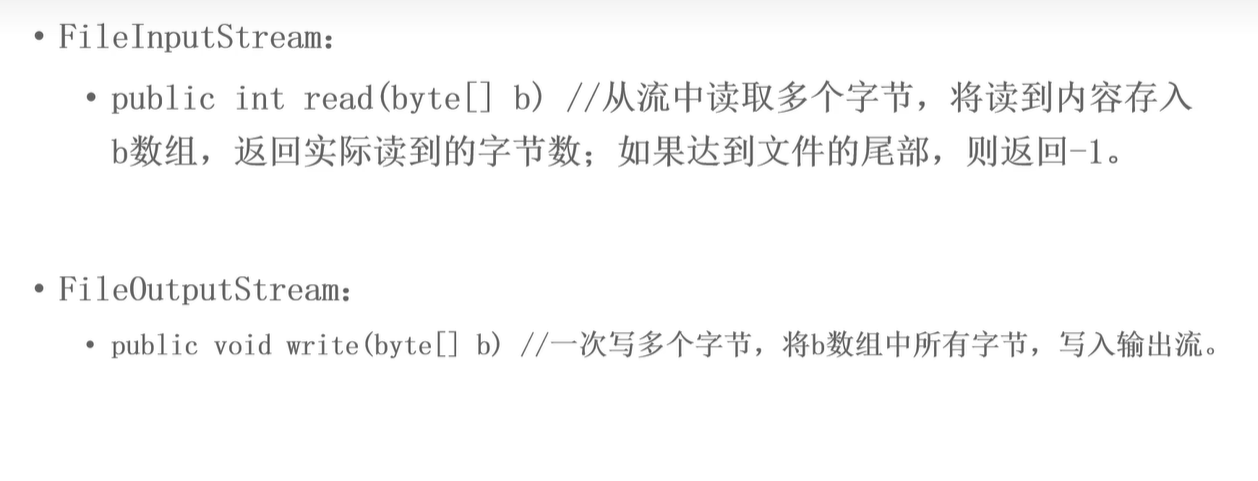 • FileInputStream：
• public int read(byte[] b) //从流中读取多个字节，将读到内容存入
b数组，返回实际读到的字节数；如果达到文件的尾部，则返回-1。
• FileOutputStream：
• public void write(byte[] b) //一次写多个字节，将b数组中所有字节，写入输出流。